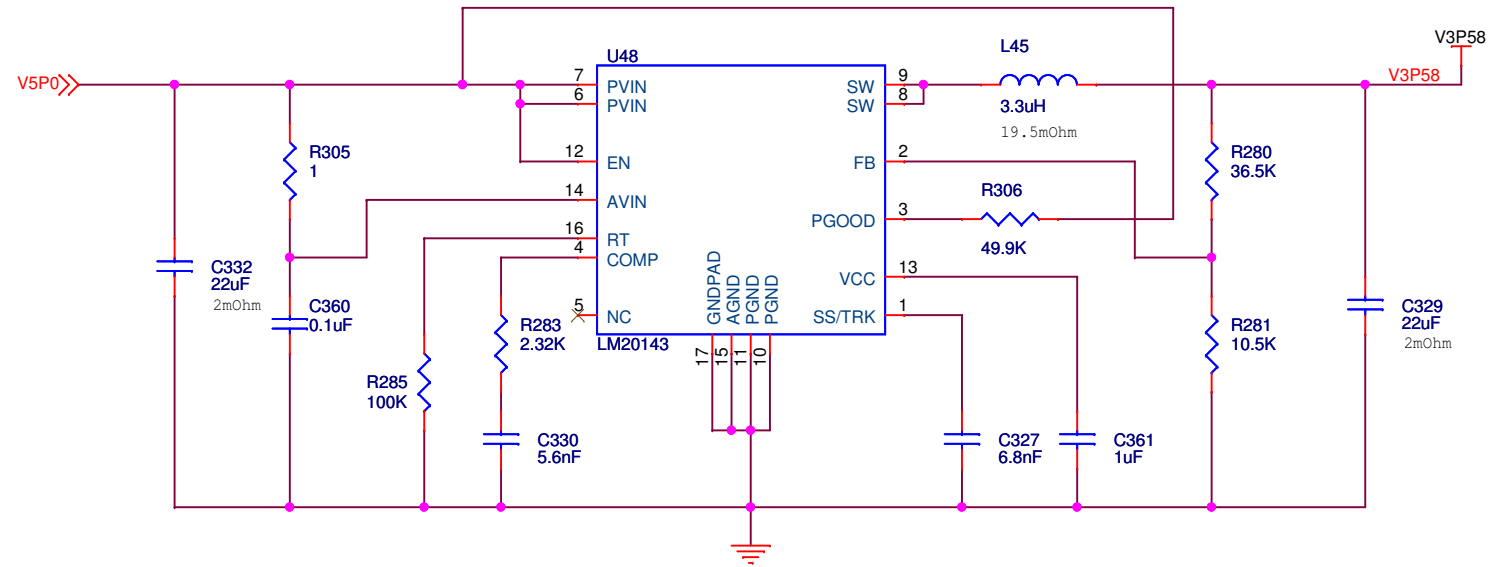 V5P0
U48
7
PVIN
6
PVIN
12
EN
14
AVIN
16
RT
4
COMP
5
NC
LM20143
GNDPAD
AGND
PGND
PGND
17
15
11
10
9
SW
8
SW
2
FB
3
PGOOD
13
VCC
1
SS/TRK
L45
3.3uH
19.5mOhm
V3P58
V3P58
R305
1
C332
22uF
2mOhm
C360
0.1uF
R285
100K
R283
2.32K
C330
5.6nF
R306
49.9K
R280
36.5K
R281
10.5K
C329
22uF
2mOhm
C327
6.8nF
C361
1uF